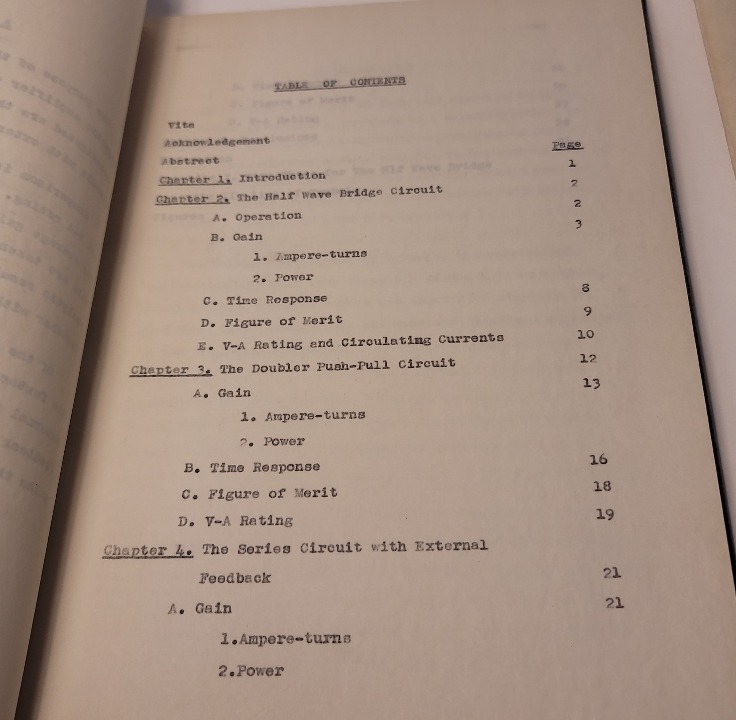 TABLE OF CONTENTS
Vita
Acknowledgement
Abstract Page
Chapter 1. Introduction 1
Chapter 2. The Half Wave Bridge Circuit 2
A. Operation 2
B. Gain 3
1. Ampere-turns
2. Power
C. Time Response 8
D. Figure of Merit 9
E. V-A Rating and Circulating Currents 10
Chapter 3. The Doubler Push-Pull Circuit 12
A. Gain 13
1. Ampere-turns
2. Power
B. Time Response 16
C. Figure of Merit 18
D. V-A Rating 19
Chapter 4. The Series Circuit with External
Feedback 21
A. Gain 21
1.Ampere-turns
2.Power